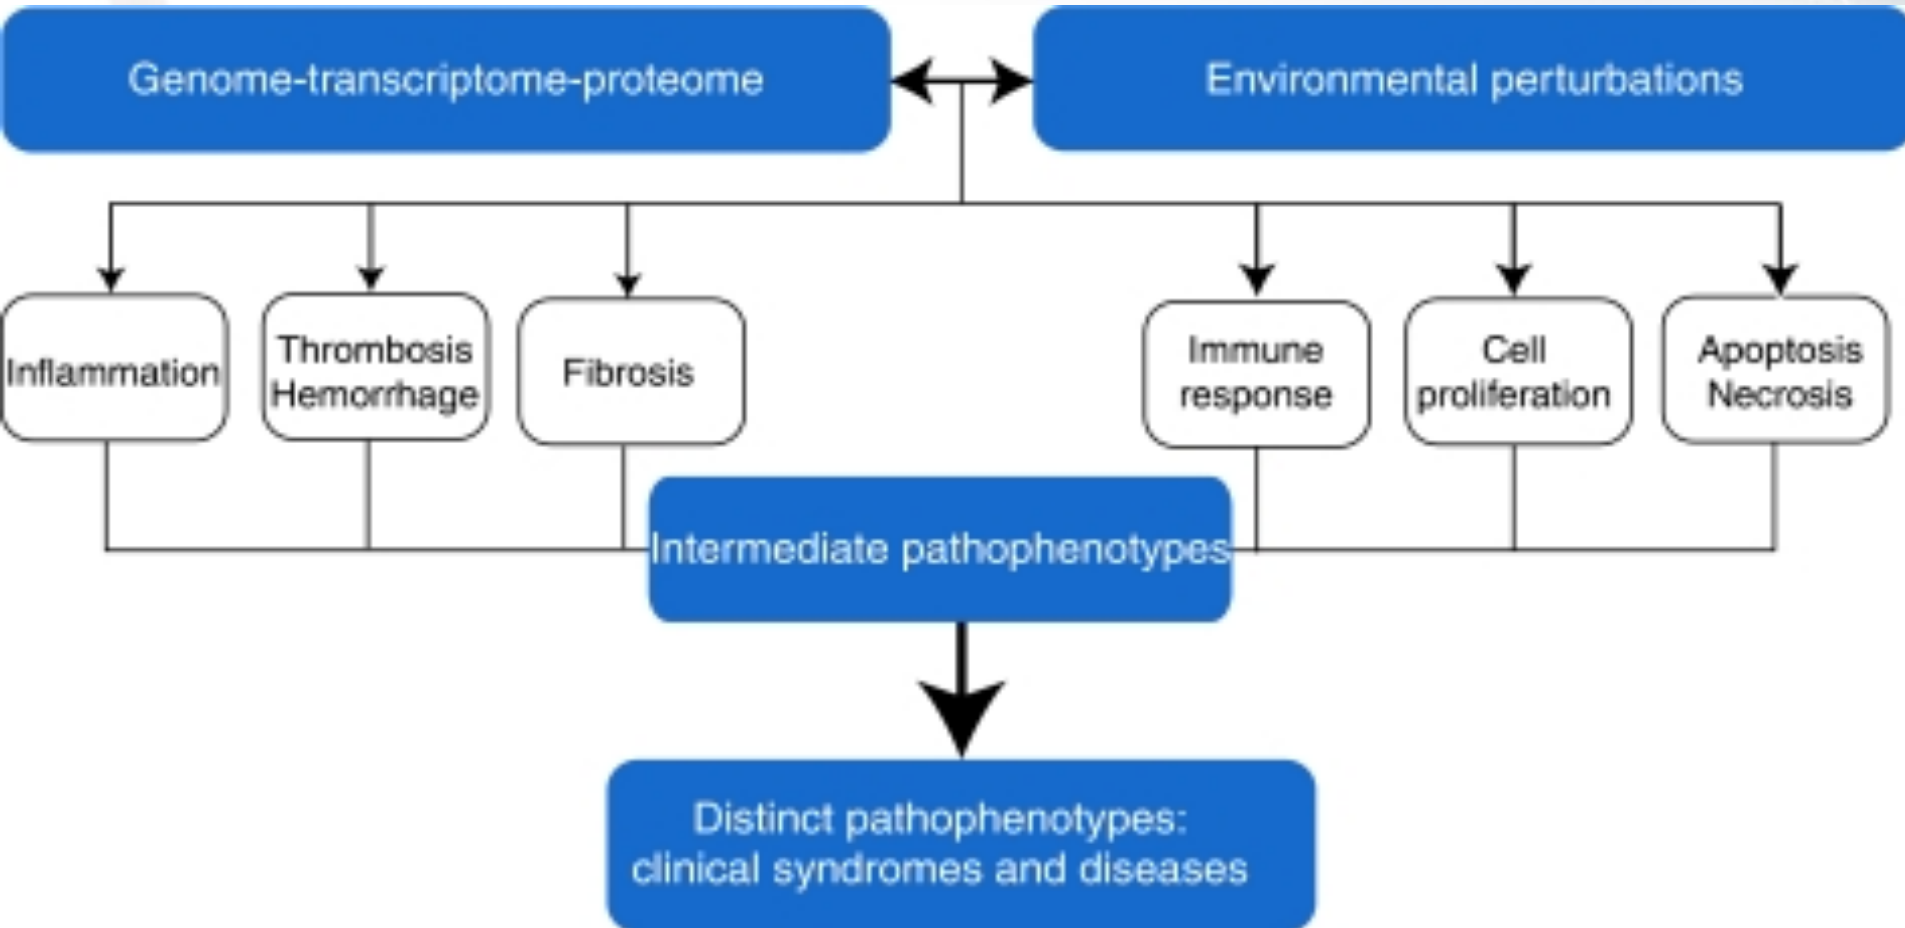 Genome-transcriptome-proteome
Environmental perturbations
Inflammation
Thrombosis
Hemorrhage
Fibrosis
Immune
response
Cell
proliferation
Apoptosis
Necrosis
Intermediate pathophenotypes
Distinct pathophenotypes:
clinical syndromes and diseases